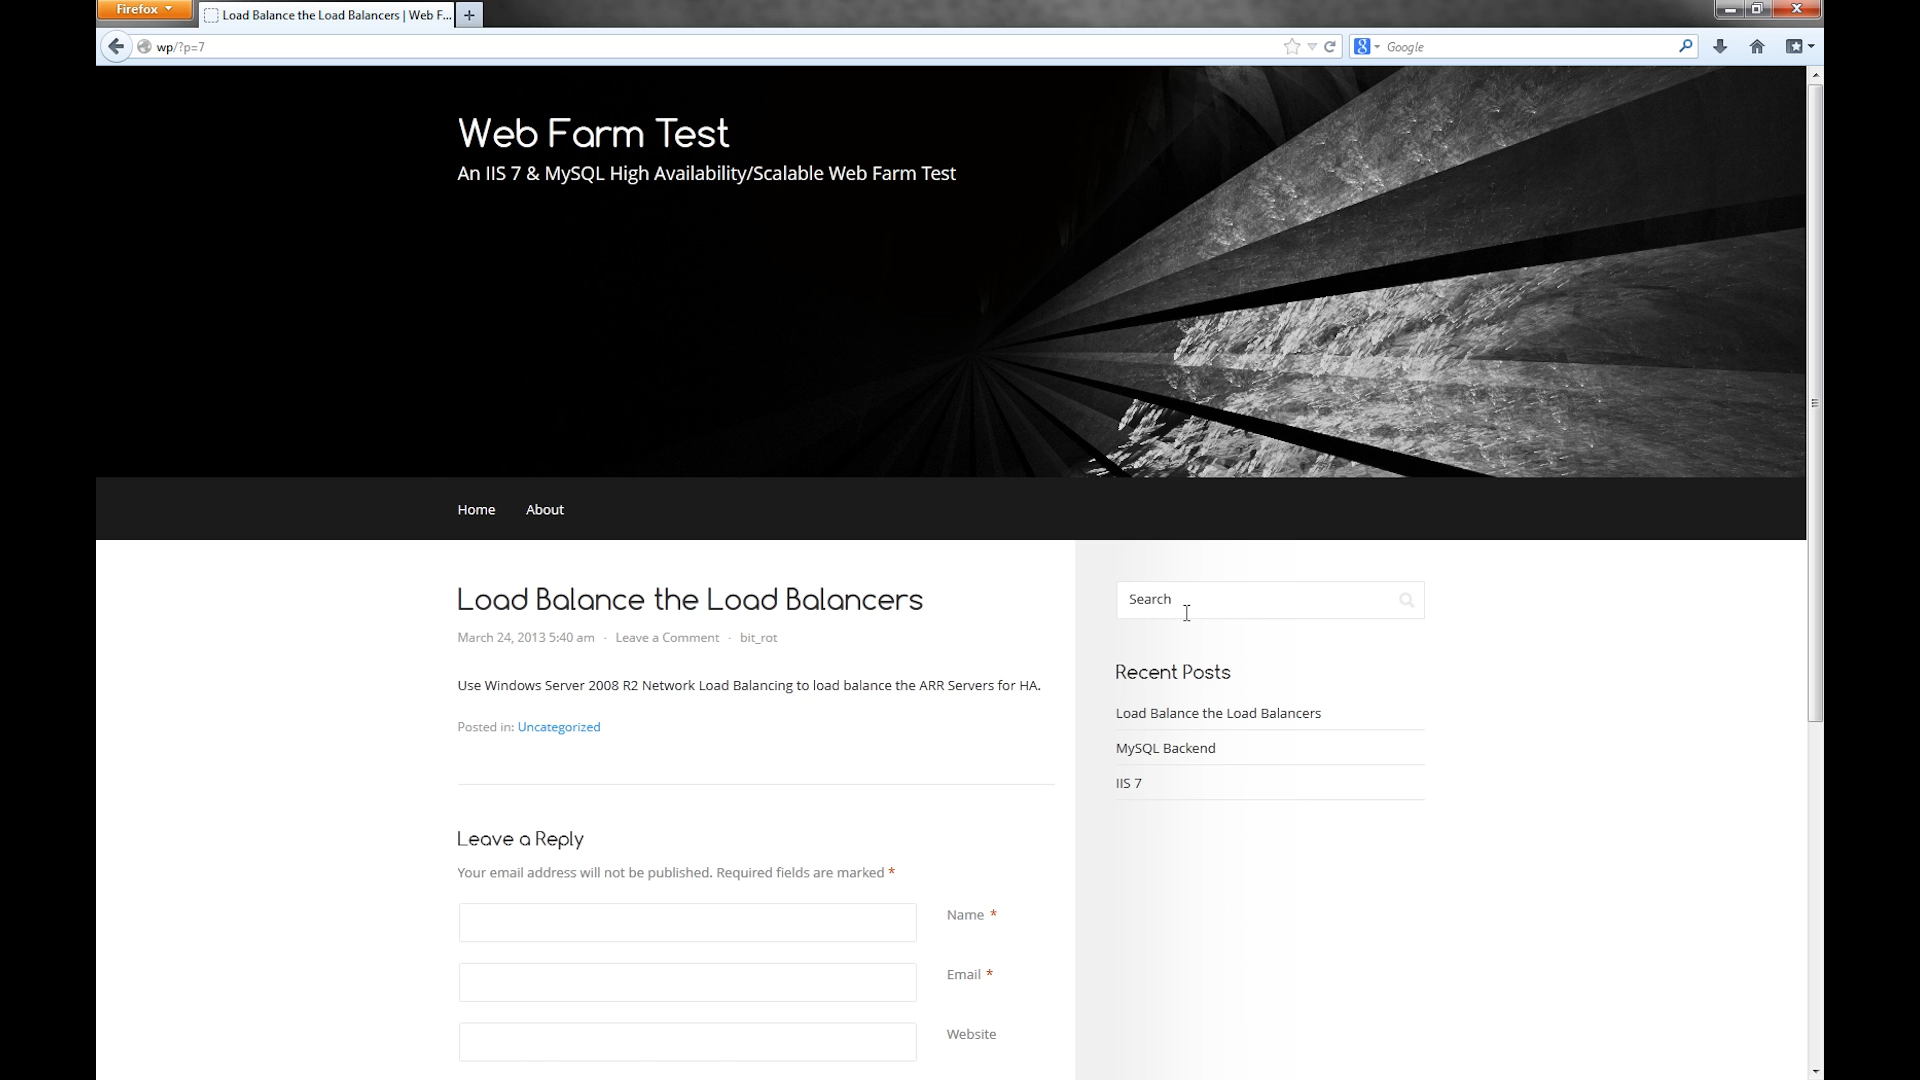 Firefox
Load Balance the Load Balancers | Web F...
wp/?p=7
Google
Web Farm Test
An IIS 7 & MySQL High Availability/Scalable Web Farm Test
Home About
Load Balance the Load Balancers
March 24, 2013 5:40 am - Leave a Comment - bit_rot
Use Windows Server 2008 R2 Network Load Balancing to load balance the ARR Servers for HA.
Posted in: Uncategorized
Leave a Reply
Your email address will not be published. Required fields are marked *
Name *
Email *
Website
Search
Recent Posts
Load Balance the Load Balancers
MySQL Backend
IIS 7